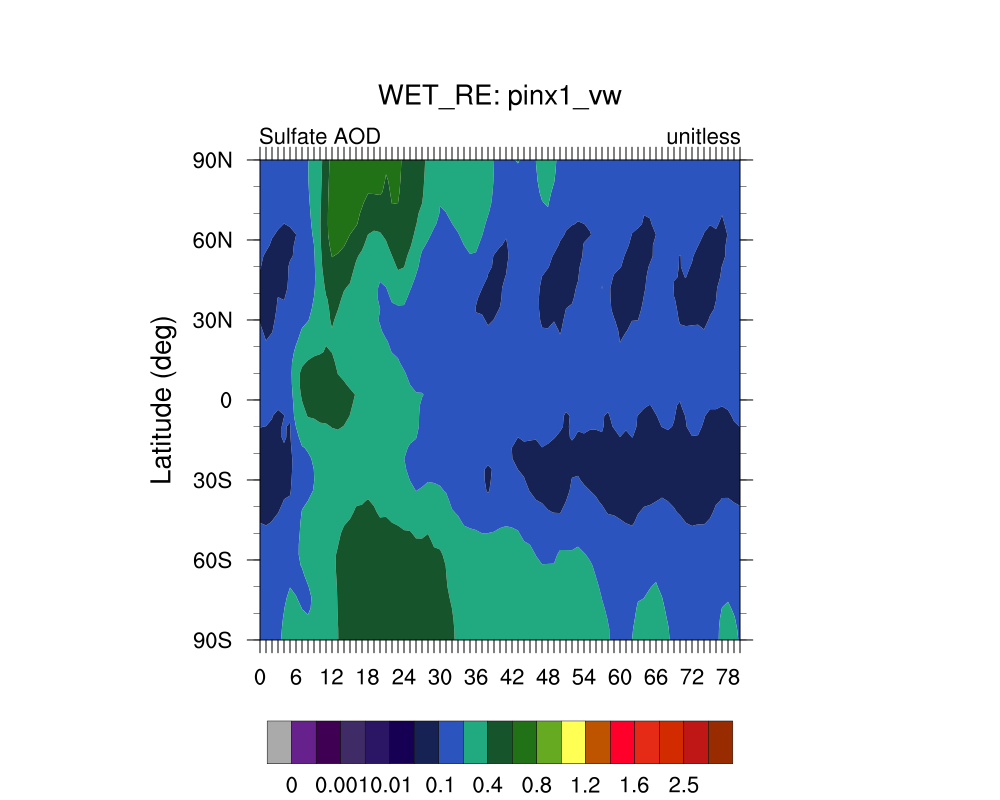 WET_RE: pinx1_vw
Sulfate AOD unitless
90N
60N
30N
0
30S
60S
90S
Latitude (deg)
0 6 12 18 24 30 36 42 48 54 60 66 72 78
0 0.001 0.01 0.1 0.4 0.8 1.2 1.6 2.5